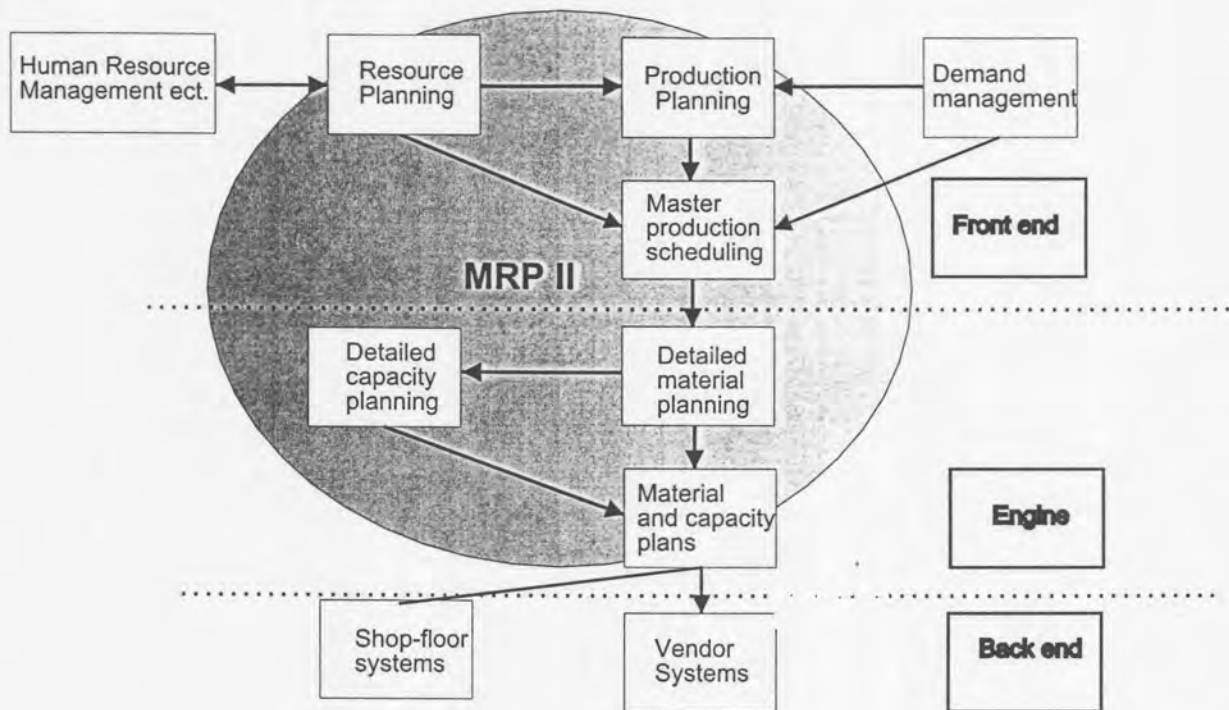 Human Resource
Management ect.
Resource
Planning
Production
Planning
Demand
management
Master
production
scheduling
Front end
MRP II
Detailed
capacity
planning
Detailed
material
planning
Material
and capacity
plans
Engine
Shop-floor
systems
Vendor
Systems
Back end